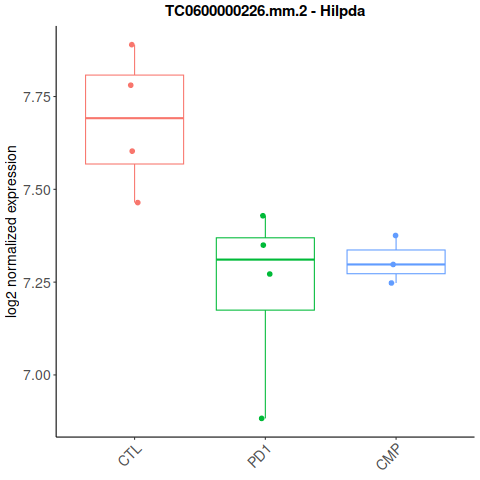 TC0600000226.mm.2 - Hilpda
log2 normalized expression
7.75
7.50
7.25
7.00
CTL
PD1
CMP